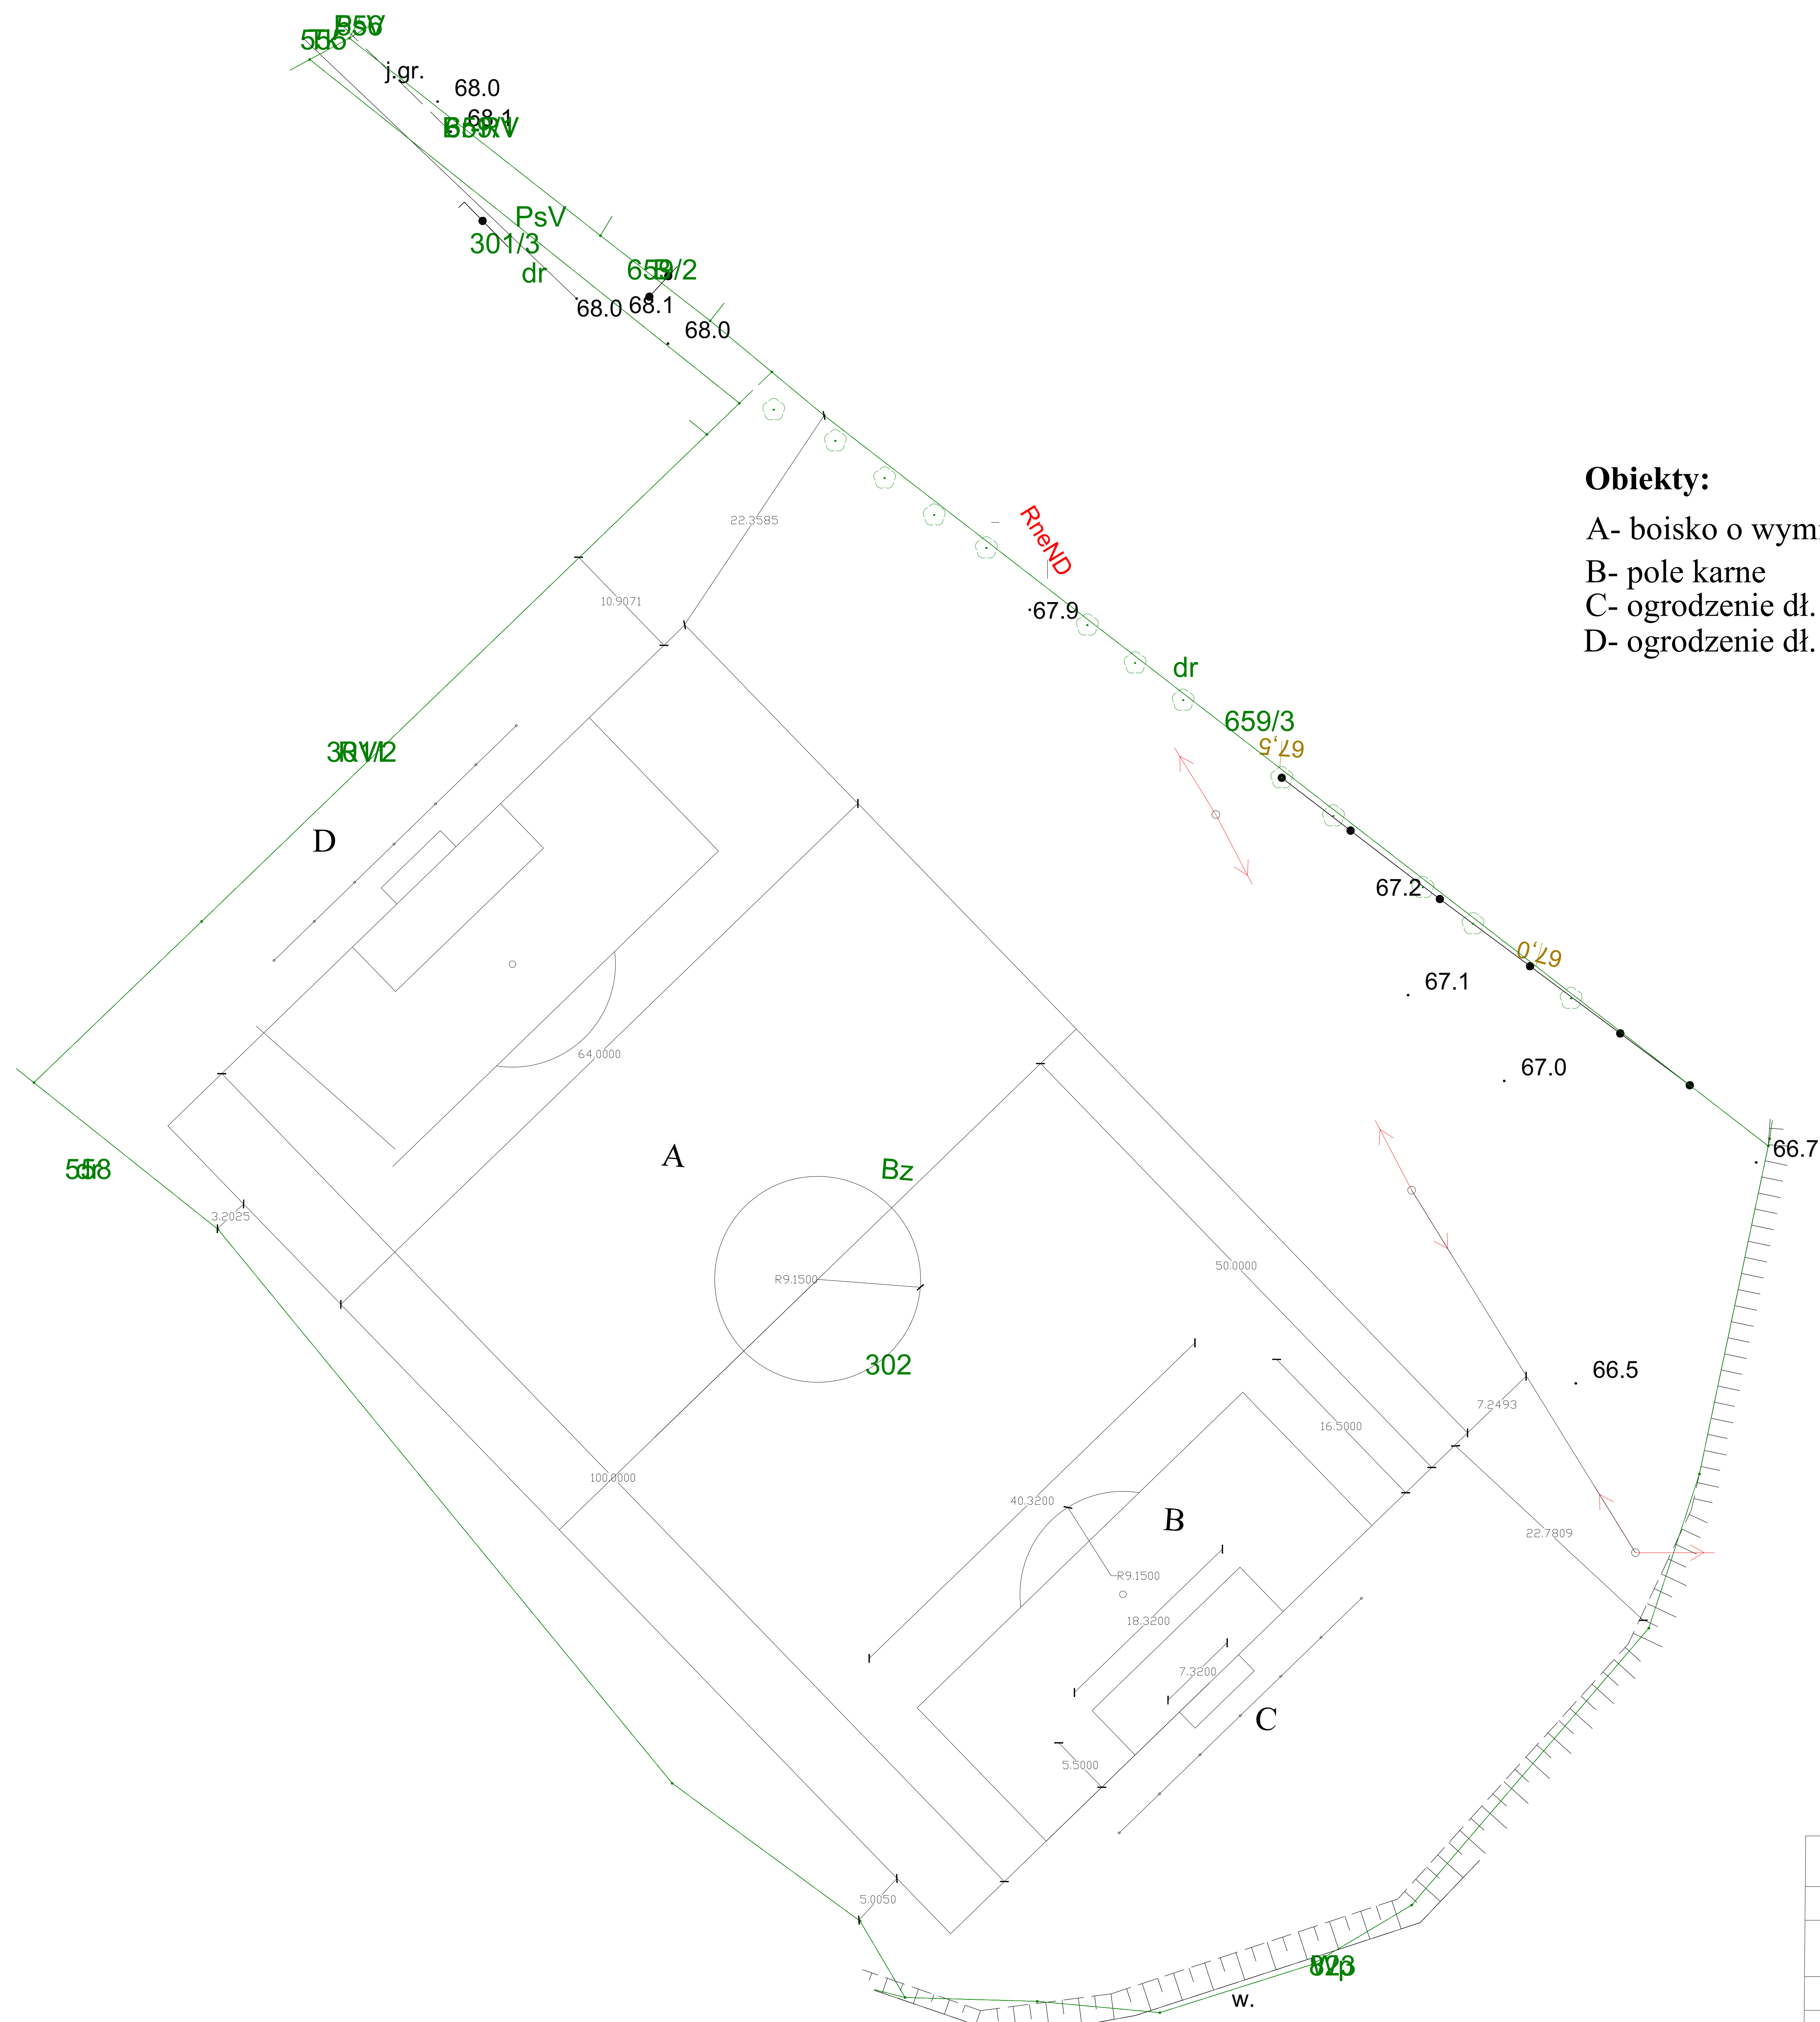 j.gr.
68.0
68.1
PsV
301/3
dr
68.0
68.1
68.0
22.3585
10.9071
RneND
67.9
dr
659/3
67,5
Obiekty:
A- boisko o
B- pole karne
C- ogrodzenie dł.
D- ogrodzenie dł.
D
67.2
67,0
67.1
67.0
66.7
64.0000
A
Bz
3.2025
R9.1500
50.0000
302
66.5
7.2493
16.5000
100.0000
40.3200
B
22.7809
R9.1500
18.3200
7.3200
C
5.5000
5.0050
w.